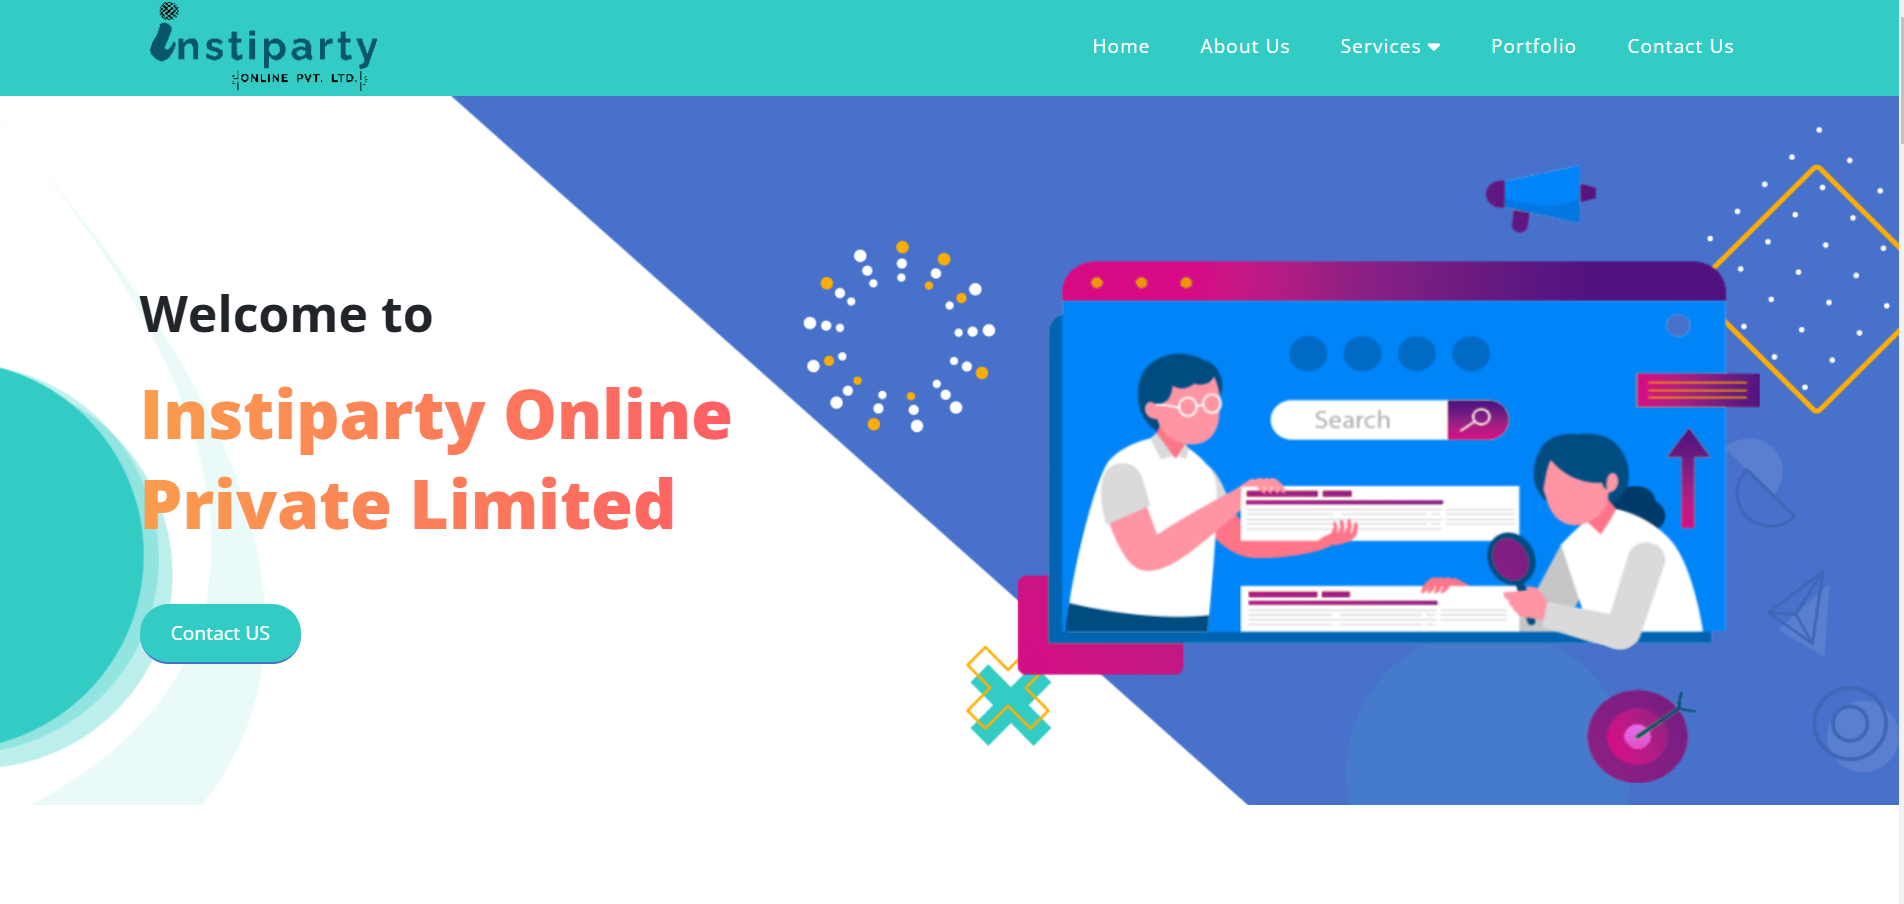 instiparty
ONLINE PVT. LTD.
Home About Us Services Portfolio Contact Us
Welcome to
Instiparty Online
Private Limited
Contact US
Search